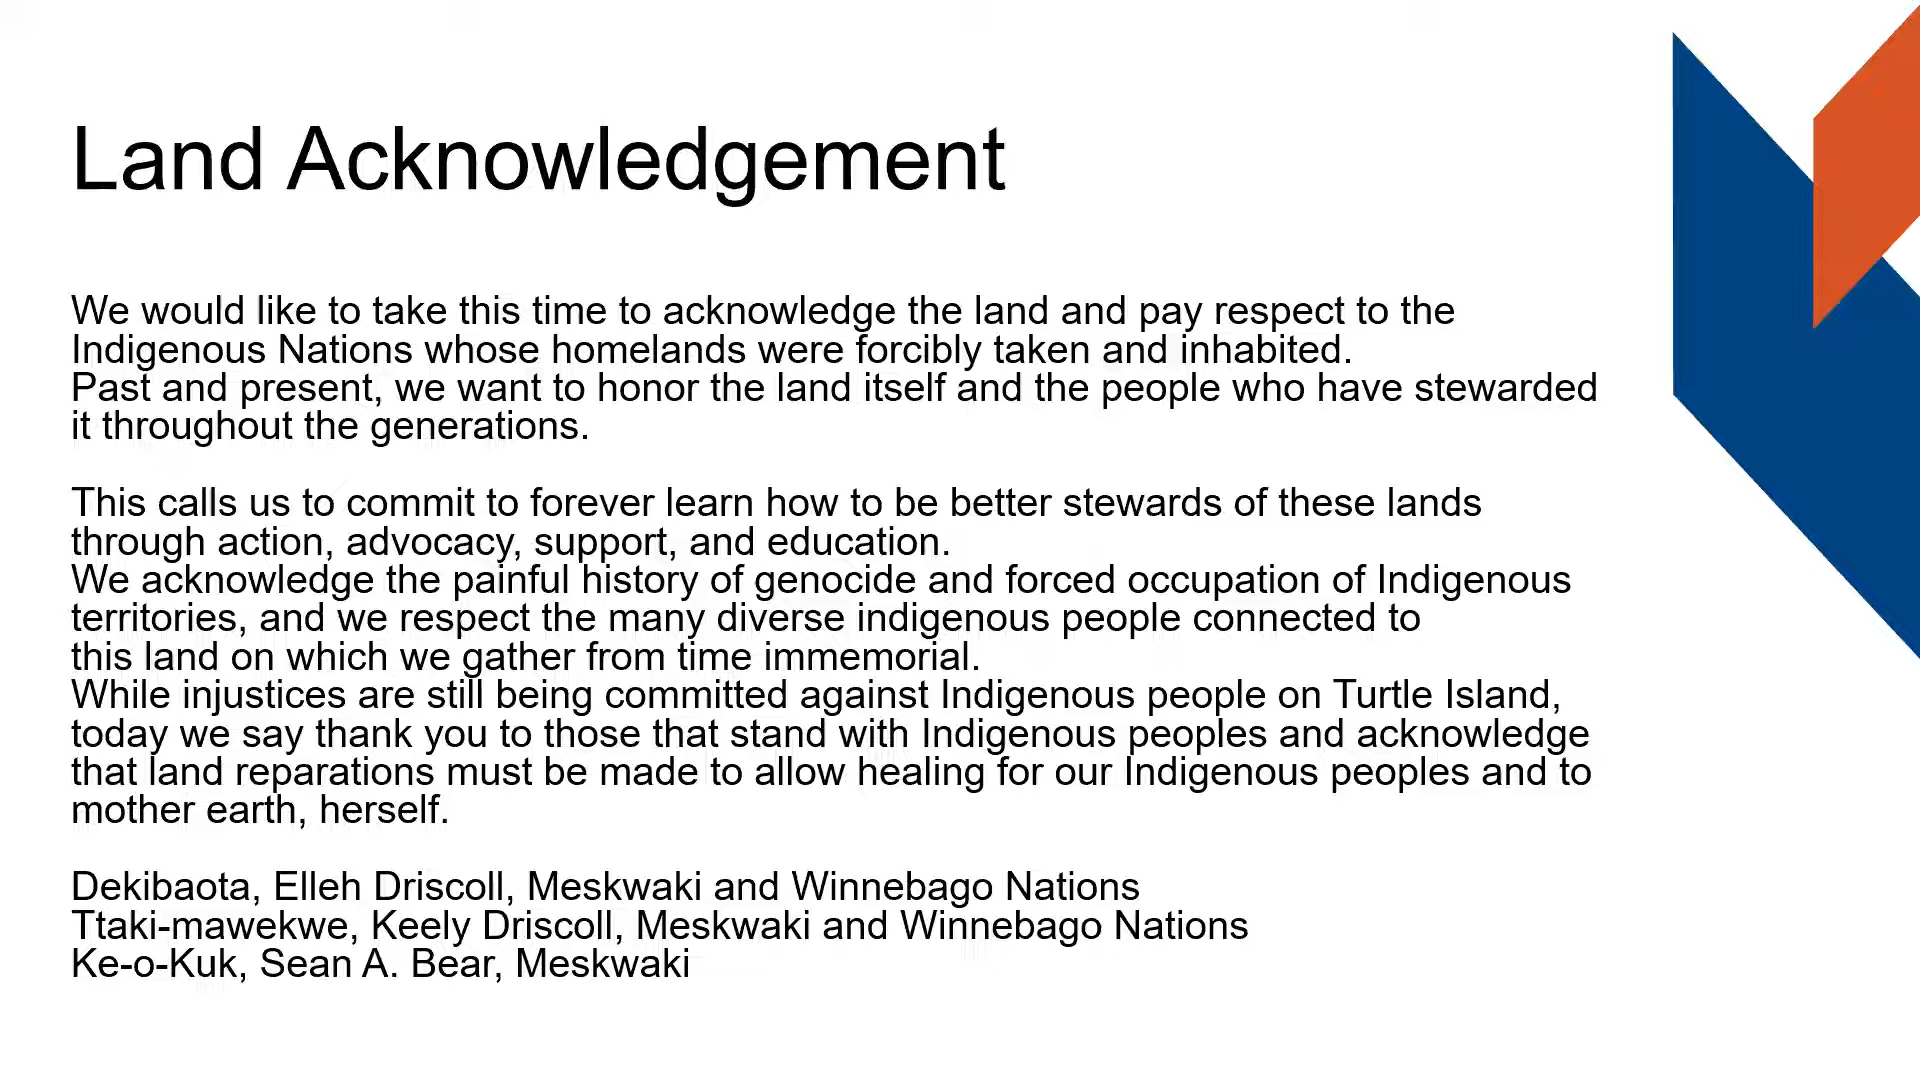 Land Acknowledgement
We would like to take this time to acknowledge the land and pay respect to the
Indigenous Nations whose homelands were forcibly taken and inhabited.
Past and present, we want to honor the land itself and the people who have stewarded
it throughout the generations.
This calls us to commit to forever learn how to be better stewards of these lands
through action, advocacy, support, and education.
We acknowledge the painful history of genocide and forced occupation of Indigenous
territories, and we respect the many diverse indigenous people connected to
this land on which we gather from time immemorial.
While injustices are still being committed against Indigenous people on Turtle Island,
today we say thank you to those that stand with Indigenous peoples and acknowledge
that land reparations must be made to allow healing for our Indigenous peoples and to
mother earth, herself.
Dekibaota, Elleh Driscoll, Meskwaki and Winnebago Nations
Ttaki-mawekwe, Keely Driscoll, Meskwaki and Winnebago Nations
Ke-o-Kuk, Sean A. Bear, Meskwaki